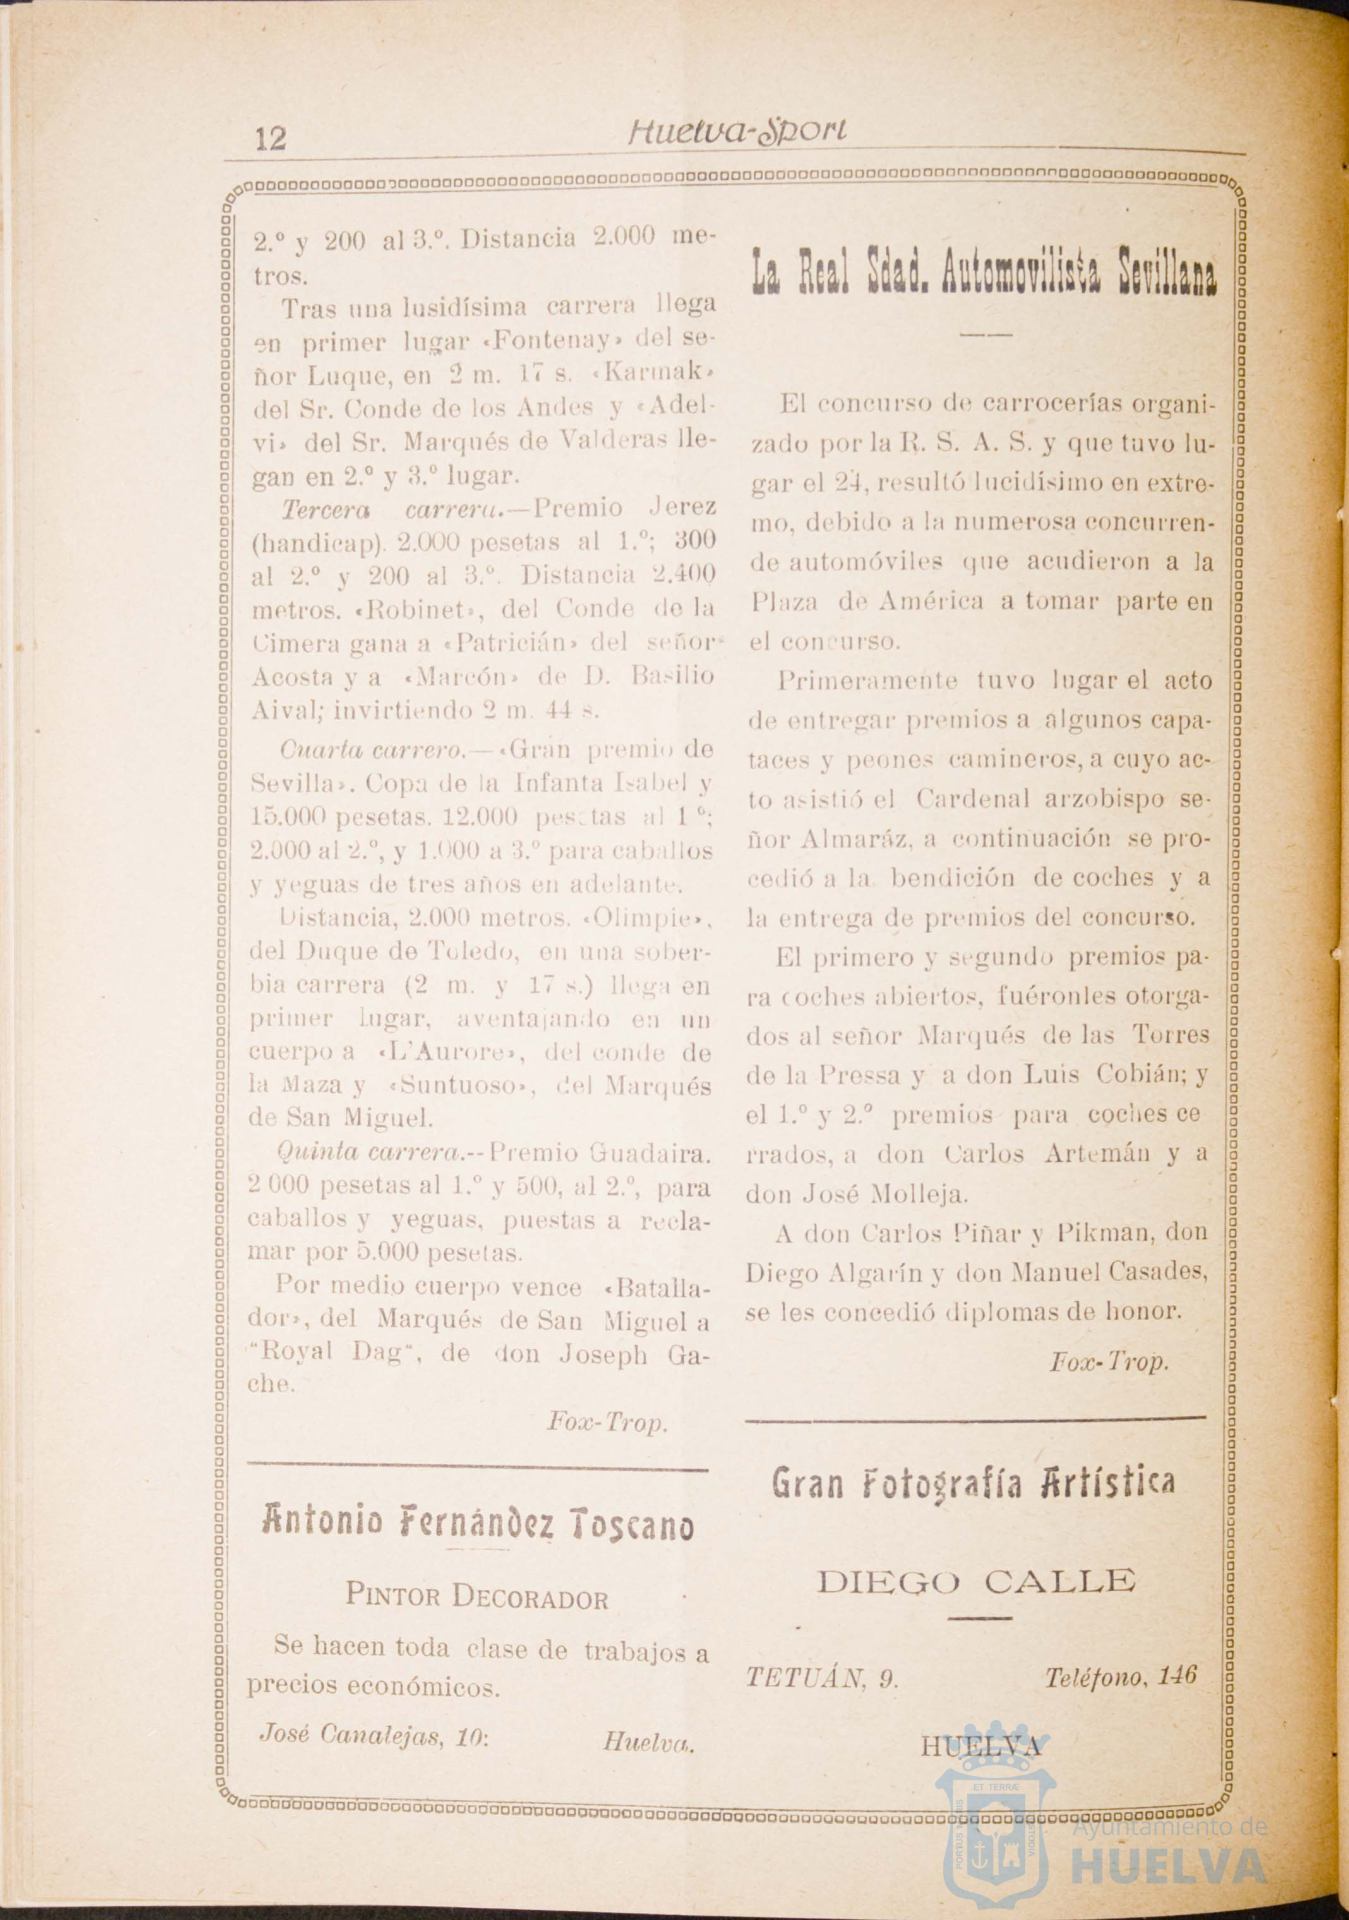 12
Huelva-Sport
2.º y 200 al 3.º. Distancia 2.000 me-
tros.
Tras una lusidísima carrera llega
en primer lugar «Fontenay» del se-
ñor Luque, en 2 m. 17 s. «Karmak»
del Sr. Conde de los Andes y «Adel-
vi» del Sr. Marqués de Valderas lle-
gan en 2.º y 3.º lugar.
Tercera carrera.—Premio Jerez
(handicap). 2.000 pesetas al 1.º; 300
al 2.º y 200 al 3.º. Distancia 2.400
metros. «Robinet», del Conde de la
Cimera gana a «Patricián» del señor
Acosta y a «Marcón» de D. Basilio
Aival; invirtiendo 2 m. 44 s.
Cuarta carrero.—«Gran premio de
Sevilla». Copa de la Infanta Isabel y
15.000 pesetas. 12.000 pesetas al 1 º;
2.000 al 2.º, y 1.000 a 3.º para caballos
y yeguas de tres años en adelante.
Distancia, 2.000 metros. «Olimpie»,
del Duque de Toledo, en una sober-
bia carrera (2 m. y 17 s.) llega en
primer lugar, aventajando en un
cuerpo a «L'Aurore», del conde de
la Maza y «Suntuoso», del Marqués
de San Miguel.
Quinta carrera.--Premio Guadaira.
2 000 pesetas al 1.º y 500, al 2.º, para
caballos y yeguas, puestas a recla-
mar por 5.000 pesetas.
Por medio cuerpo vence «Batalla-
dor», del Marqués de San Miguel a
"Royal Dag", de don Joseph Ga-
che.
Fox-Trop.
Antonio Fernández Toscano
PINTOR DECORADOR
Se hacen toda clase de trabajos a
precios económicos.
José Canalejas, 10: Huelva.
La Real Sdad. Automovilista Sevillana
El concurso de carrocerías organi-
zado por la R. S. A. S. y que tuvo lu-
gar el 24, resultó lucidísimo en extre-
mo, debido a la numerosa concurren-
de automóviles que acudieron a la
Plaza de América a tomar parte en
el concurso.
Primeramente tuvo lugar el acto
de entregar premios a algunos capa-
taces y peones camineros, a cuyo ac-
to asistió el Cardenal arzobispo se-
ñor Almaráz, a continuación se pro-
cedió a la bendición de coches y a
la entrega de premios del concurso.
El primero y segundo premios pa-
ra coches abiertos, fuéronles otorga-
dos al señor Marqués de las Torres
de la Pressa y a don Luis Cobián; y
el 1.º y 2.º premios para coches ce
rrados, a don Carlos Artemán y a
don José Molleja.
A don Carlos Piñar y Pikman, don
Diego Algarín y don Manuel Casades,
se les concedió diplomas de honor.
Fox-Trop.
Gran Fotografía Artística
DIEGO CALLE
TETUÁN, 9. Teléfono, 146
HUELVA
ET TERRÆ
PORTUS MARIS
CUSTODIA
Ayuntamiento de
HUELVA